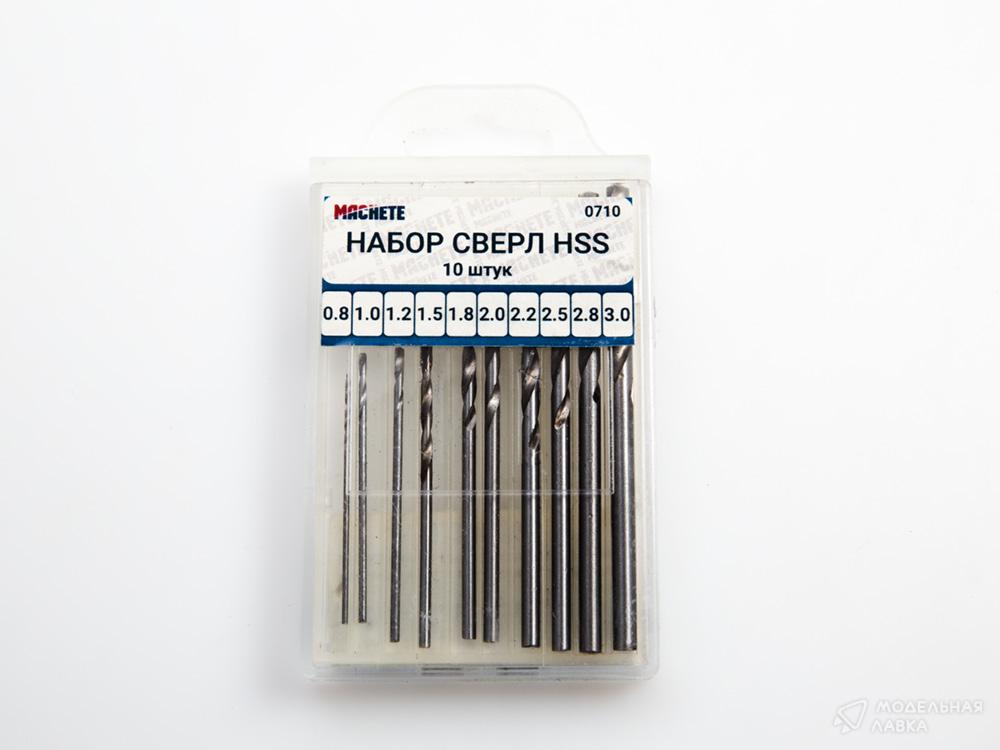 MACHETE 0710
НАБОР СВЕРЛ HSS
10 штук
0.8 1.0 1.2 1.5 1.8 2.0 2.2 2.5 2.8 3.0
МОДЕЛЬНАЯ
ЛАВКА